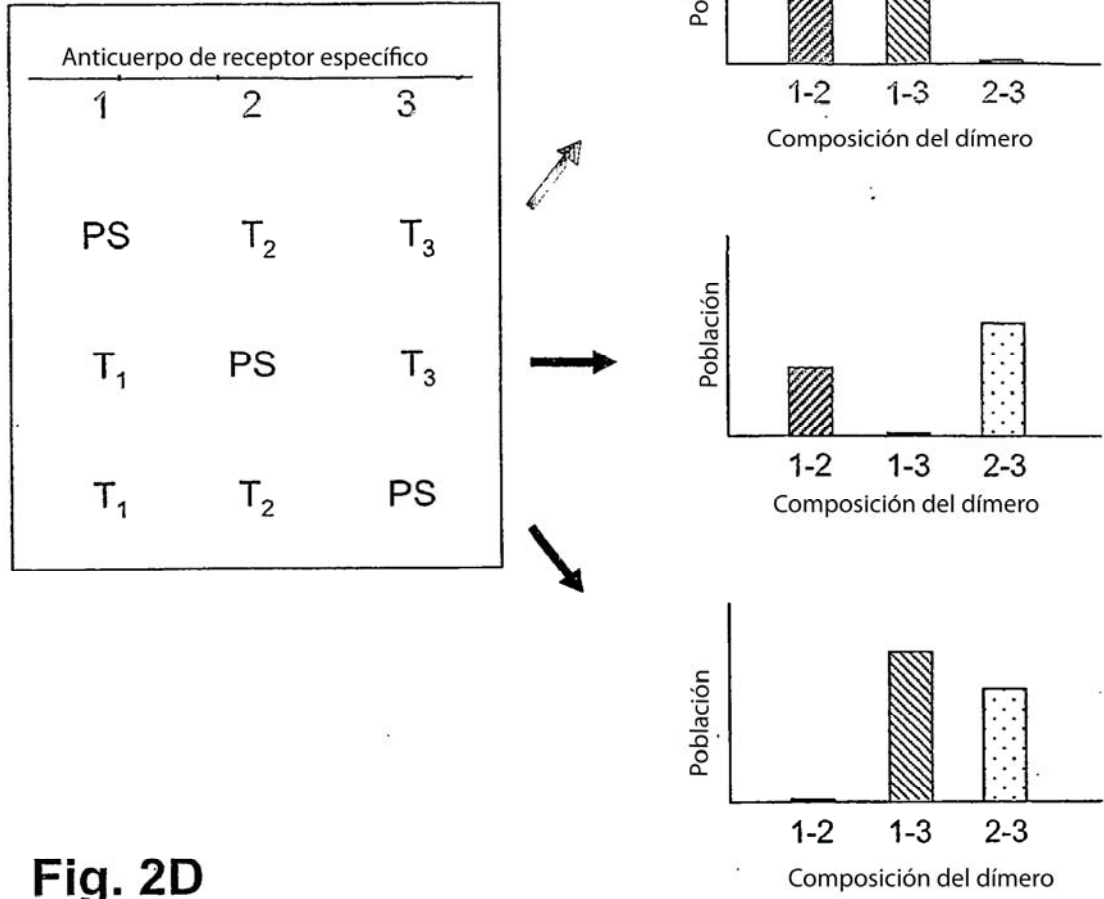 Anticuerpo de receptor específico
1 2 3
PS T₂ T₃
T₁ PS T₃
T₁ T₂ PS
Po
1-2 1-3 2-3
Composición del dímero
Población
1-2 1-3 2-3
Composición del dímero
Población
1-2 1-3 2-3
Composición del dímero
Fig. 2D